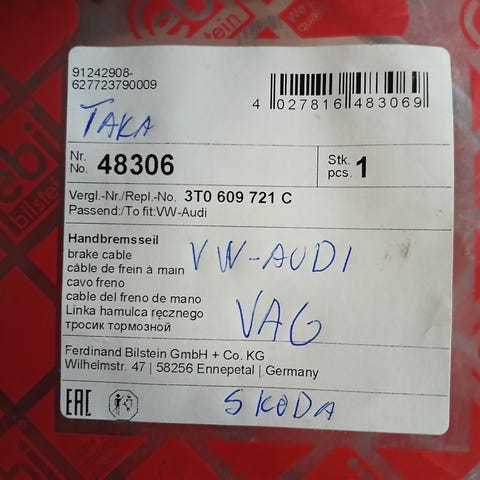 91242908-
627723790009
4 027816 483069
TAKA
Nr.
No. 48306
Stk.
pcs. 1
Vergl.-Nr./Repl.-No. 3T0 609 721 C
Passend:/To fit:VW-Audi
Handbremsseil
brake cable
câble de frein à main
cavo freno
cable del freno de mano
Linka hamulca ręcznego
тросик тормозной
VW-AUDI
VAG
Ferdinand Bilstein GmbH + Co. KG
Wilhelmstr. 47 | 58256 Ennepetal | Germany
EAC
SKODA
febi
bilstein